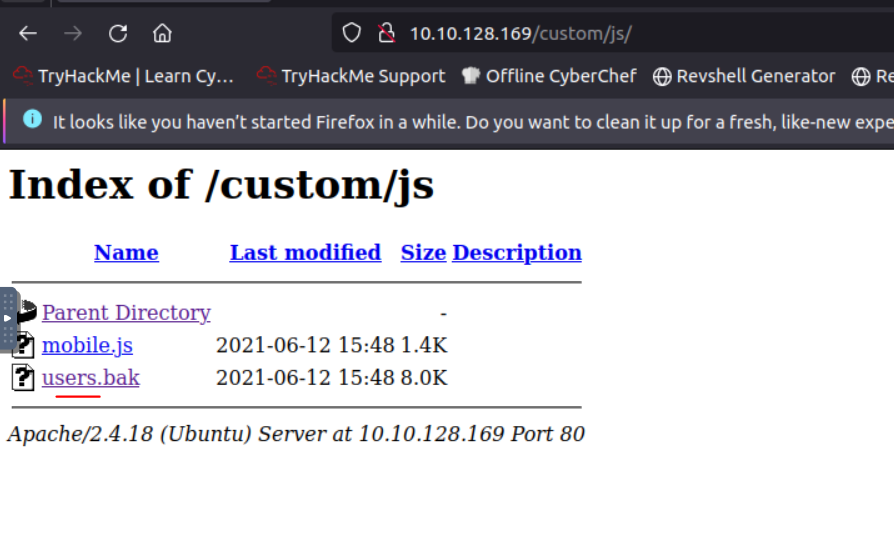 10.10.128.169/custom/js/
TryHackMe | Learn Cy... TryHackMe Support Offline CyberChef Revshell Generator Re
It looks like you haven't started Firefox in a while. Do you want to clean it up for a fresh, like-new expe
Index of /custom/js
Name Last modified Size Description
Parent Directory -
mobile.js 2021-06-12 15:48 1.4K
users.bak 2021-06-12 15:48 8.0K
Apache/2.4.18 (Ubuntu) Server at 10.10.128.169 Port 80